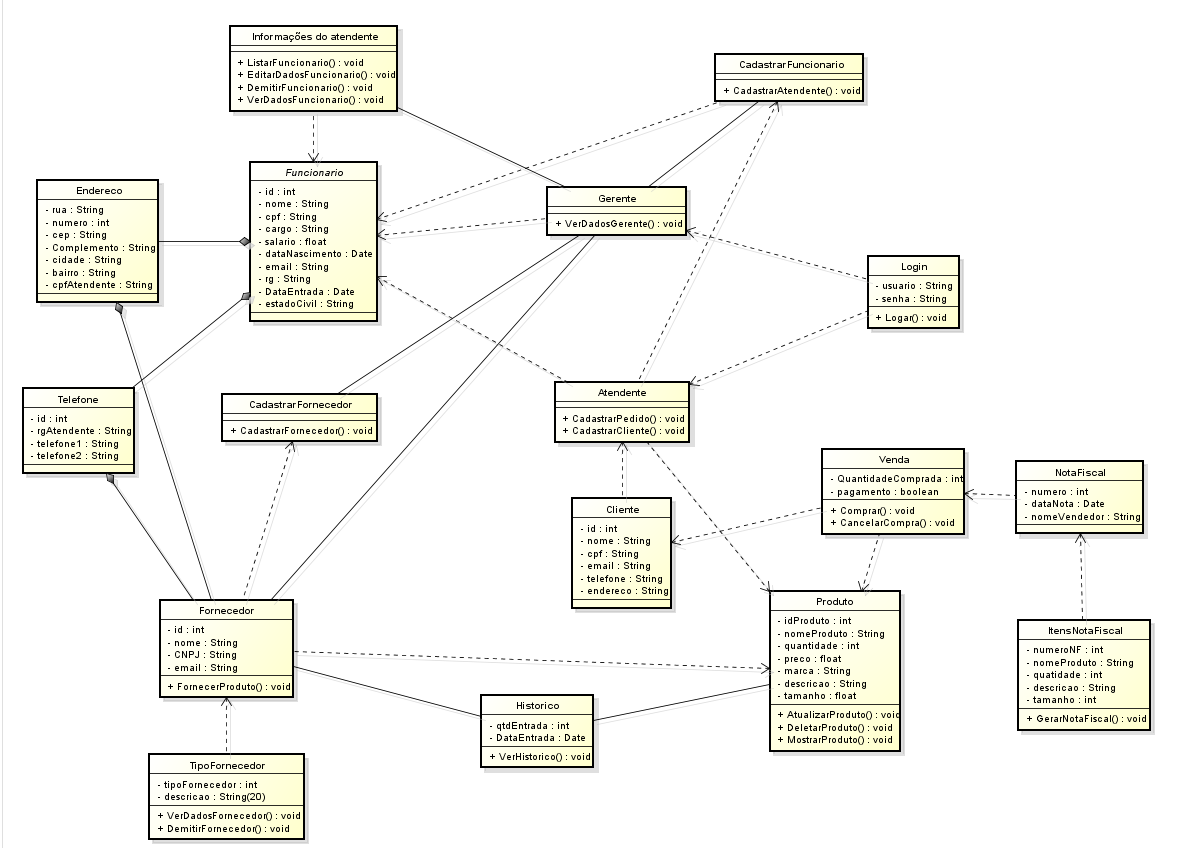 Informações do atendente
+ ListarFuncionario() : void
+ EditarDadosFuncionario() : void
+ DemitirFuncionario() : void
+ VerDadosFuncionario() : void
CadastrarFuncionario
+ CadastrarAtendente() : void
Endereco
- rua : String
- numero : int
- cep : String
- Complemento : String
- cidade : String
- bairro : String
- cpfAtendente : String
Funcionario
- id : int
- nome : String
- cpf : String
- cargo : String
- salario : float
- dataNascimento : Date
- email : String
- rg : String
- DataEntrada : Date
- estadoCivil : String
Gerente
+ VerDadosGerente() : void
Login
- usuario : String
- senha : String
+ Logar() : void
Telefone
- id : int
- rgAtendente : String
- telefone1 : String
- telefone2 : String
CadastrarFornecedor
+ CadastrarFornecedor() : void
Atendente
+ CadastrarPedido() : void
+ CadastrarCliente() : void
Venda
- QuantidadeComprada : int
- pagamento : boolean
+ Comprar() : void
+ CancelarCompra() : void
NotaFiscal
- numero : int
- dataNota : Date
- nomeVendedor : String
Cliente
- id : int
- nome : String
- cpf : String
- email : String
- telefone : String
- endereco : String
Fornecedor
- id : int
- nome : String
- CNPJ : String
- email : String
+ FornecerProduto() : void
Produto
- idProduto : int
- nomeProduto : String
- quantidade : int
- preco : float
- marca : String
- descricao : String
- tamanho : float
+ AtualizarProduto() : void
+ DeletarProduto() : void
+ MostrarProduto() : void
ItensNotaFiscal
- numeroNF : int
- nomeProduto : String
- quatidade : int
- descricao : String
- tamanho : int
+ GerarNotaFiscal() : void
Historico
- qtdEntrada : int
- DataEntrada : Date
+ VerHistorico() : void
TipoFornecedor
- tipoFornecedor : int
- descricao : String(20)
+ VerDadosFornecedor() : void
+ DemitirFornecedor() : void